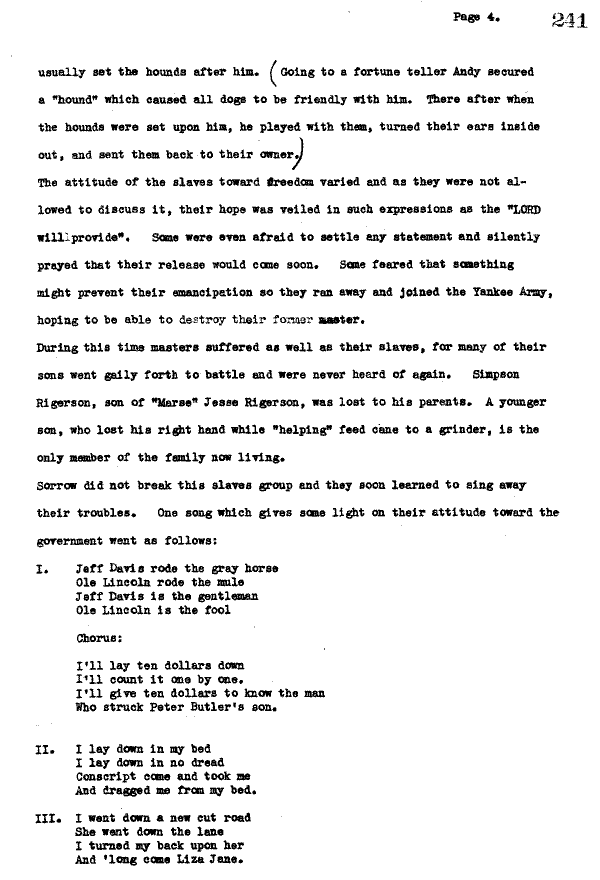 Page 4.
241
usually set the hounds after him. (Going to a fortune teller Andy secured
a "hound" which caused all dogs to be friendly with him. There after when
the hounds were set upon him, he played with them, turned their ears inside
out, and sent them back to their owner.)
The attitude of the slaves toward freedom varied and as they were not al-
lowed to discuss it, their hope was veiled in such expressions as the "LORD
will provide". Some were even afraid to settle any statement and silently
prayed that their release would come soon. Some feared that something
might prevent their emancipation so they ran away and joined the Yankee Army,
hoping to be able to destroy their former master.
During this time masters suffered as well as their slaves, for many of their
sons went gaily forth to battle and were never heard of again. Simpson
Rigerson, son of "Marse" Jesse Rigerson, was lost to his parents. A younger
son, who lost his right hand while "helping" feed cane to a grinder, is the
only member of the family now living.
Sorrow did not break this slaves group and they soon learned to sing away
their troubles. One song which gives some light on their attitude toward the
government went as follows:
I. Jeff Davis rode the gray horse
Ole Lincoln rode the mule
Jeff Davis is the gentleman
Ole Lincoln is the fool
Chorus:
I'll lay ten dollars down
I'll count it one by one.
I'll give ten dollars to know the man
Who struck Peter Butler's son.
II. I lay down in my bed
I lay down in no dread
Conscript come and took me
And dragged me from my bed.
III. I went down a new cut road
She went down the lane
I turned my back upon her
And 'long come Liza Jane.